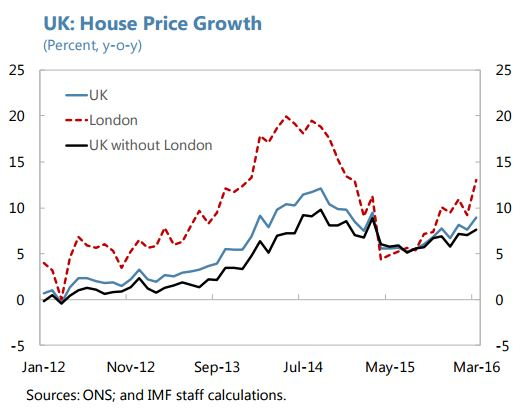 UK: House Price Growth
(Percent, y-o-y)
25 25
UK
20 20
London
UK without London
15 15
10 10
5 5
0 0
-5 -5
Jan-12 Nov-12 Sep-13 Jul-14 May-15 Mar-16
Sources: ONS; and IMF staff calculations.